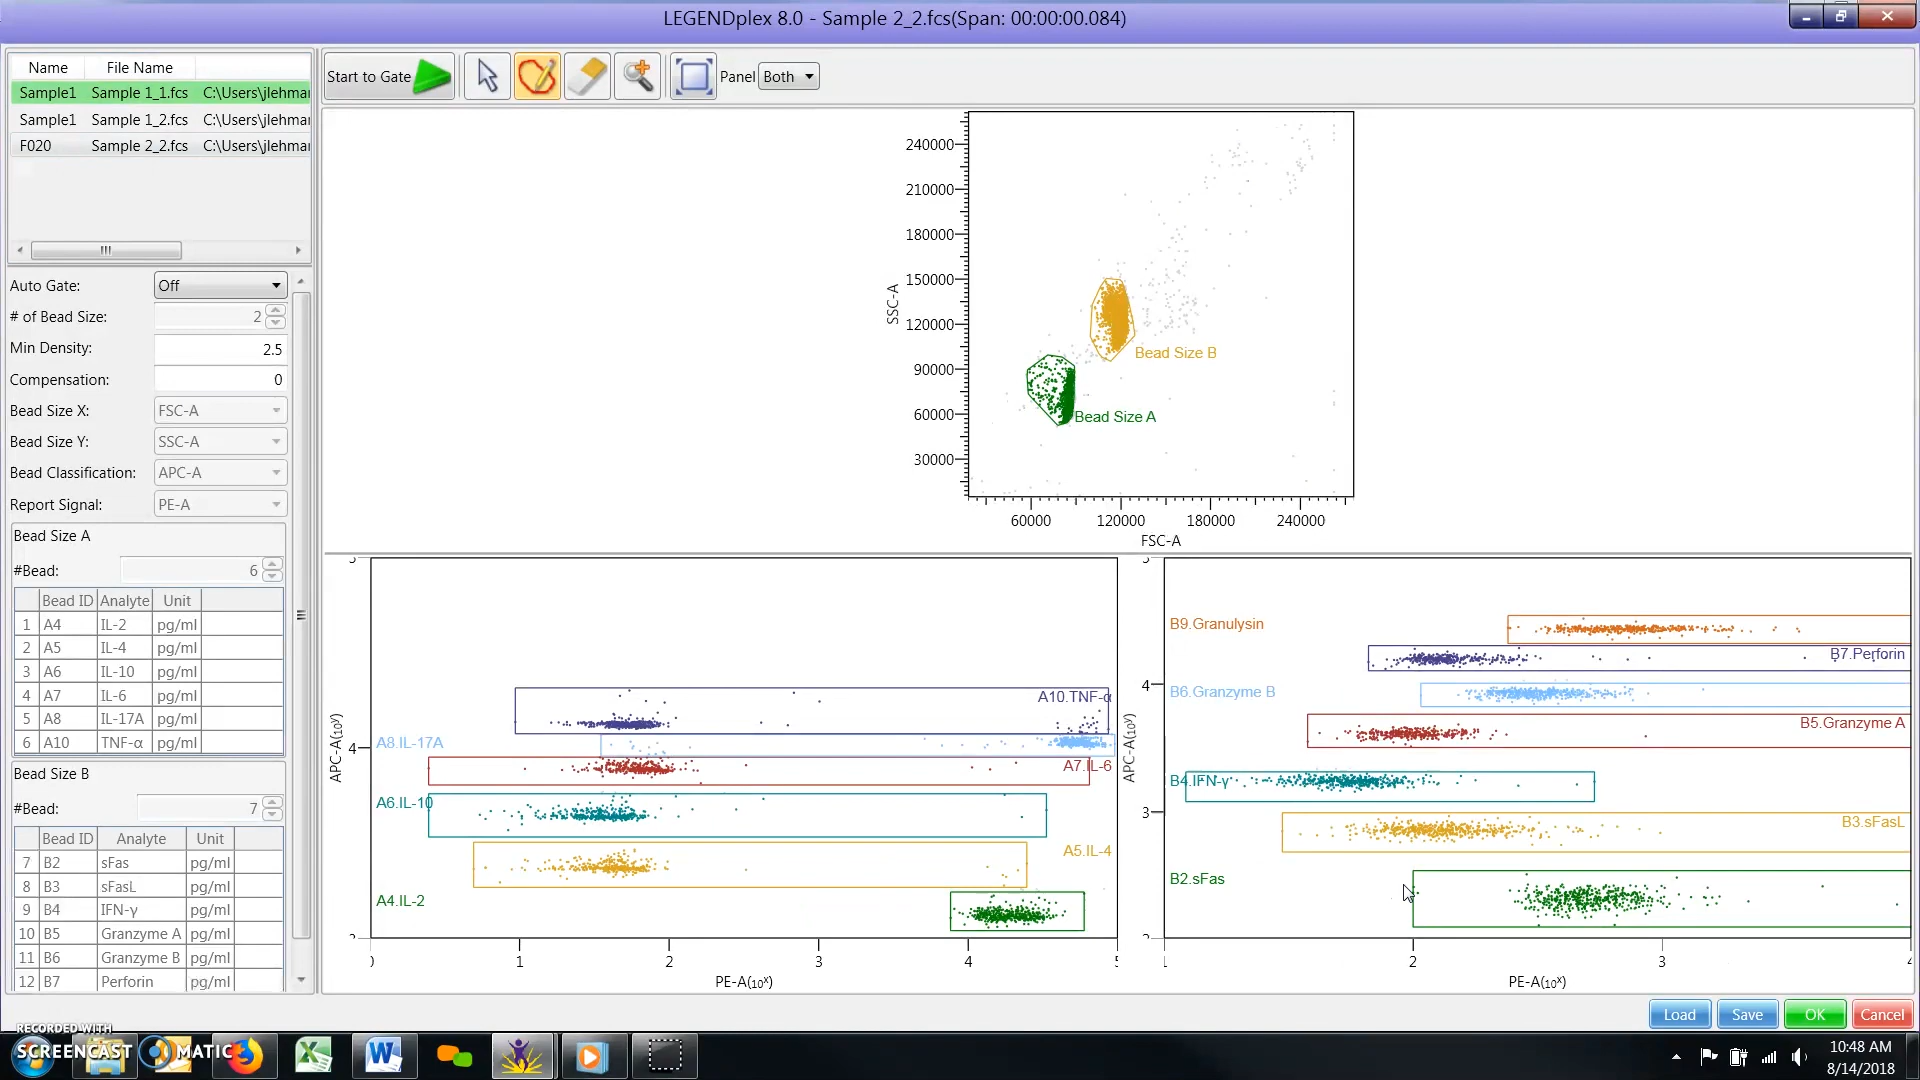 LEGENDplex 8.0 - Sample 2_2.fcs(Span: 00:00:00.084)
Name File Name
Sample1 Sample 1_1.fcs C:\Users\jlehmar
Sample1 Sample 1_2.fcs C:\Users\jlehmar
F020 Sample 2_2.fcs C:\Users\jlehmar
Start to Gate
Panel Both
Auto Gate: Off
# of Bead Size: 2
Min Density: 2.5
Compensation: 0
Bead Size X: FSC-A
Bead Size Y: SSC-A
Bead Classification: APC-A
Report Signal: PE-A
Bead Size A
#Bead: 6
Bead ID Analyte Unit
1 A4 IL-2 pg/ml
2 A5 IL-4 pg/ml
3 A6 IL-10 pg/ml
4 A7 IL-6 pg/ml
5 A8 IL-17A pg/ml
6 A10 TNF-α pg/ml
Bead Size B
#Bead: 7
Bead ID Analyte Unit
7 B2 sFas pg/ml
8 B3 sFasL pg/ml
9 B4 IFN-γ pg/ml
10 B5 Granzyme A pg/ml
11 B6 Granzyme B pg/ml
12 B7 Perforin pg/ml
240000
210000
180000
150000
120000
90000
60000
30000
SSC-A
Bead Size B
Bead Size A
60000 120000 180000 240000
FSC-A
A10.TNF-α
A8.IL-17A
A7.IL-6
A6.IL-10
A5.IL-4
A4.IL-2
APC-A(10ʸ)
4
0 1 2 3 4 5
PE-A(10ˣ)
B9.Granulysin
B7.Perforin
B6.Granzyme B
B5.Granzyme A
B4.IFN-γ
B3.sFasL
B2.sFas
APC-A(10ʸ)
4
3
2 3
PE-A(10ˣ)
Load Save OK Cancel
RECORDED WITH
SCREENCAST MATIC
10:48 AM
8/14/2018